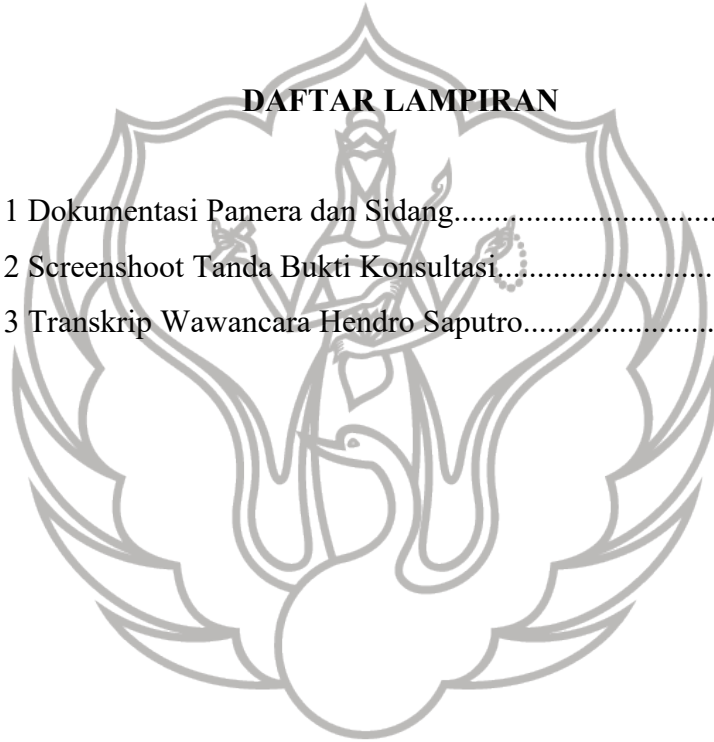 DAFTAR LAMPIRAN
1 Dokumentasi Pamera dan Sidang.................................
2 Screenshoot Tanda Bukti Konsultasi...........................
3 Transkrip Wawancara Hendro Saputro........................